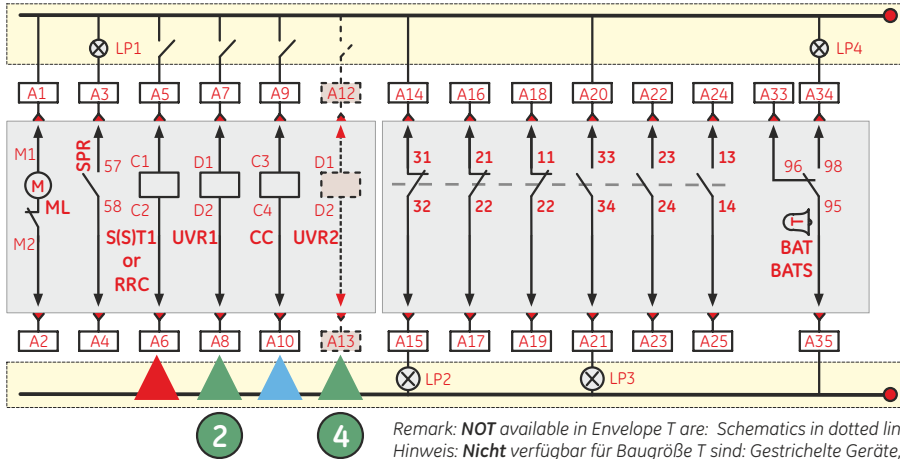 LP1 LP4
A1 A3 A5 A7 A9 A12 A14 A16 A18 A20 A22 A24 A33 A34
M1 SPR 57 C1 D1 C3 D1 31 21 11 33 23 13 96 98
M ML
58 C2 D2 C4 D2 32 22 22 34 24 14 95
M2 S(S)T1 UVR1 CC UVR2 T BAT
or BATS
RRC
A2 A4 A6 A8 A10 A13 A15 A17 A19 A21 A23 A25 A35
LP2 LP3
2 4
Remark: NOT available in Envelope T are: Schematics in dotted lin
Hinweis: Nicht verfügbar für Baugröße T sind: Gestrichelte Geräte,